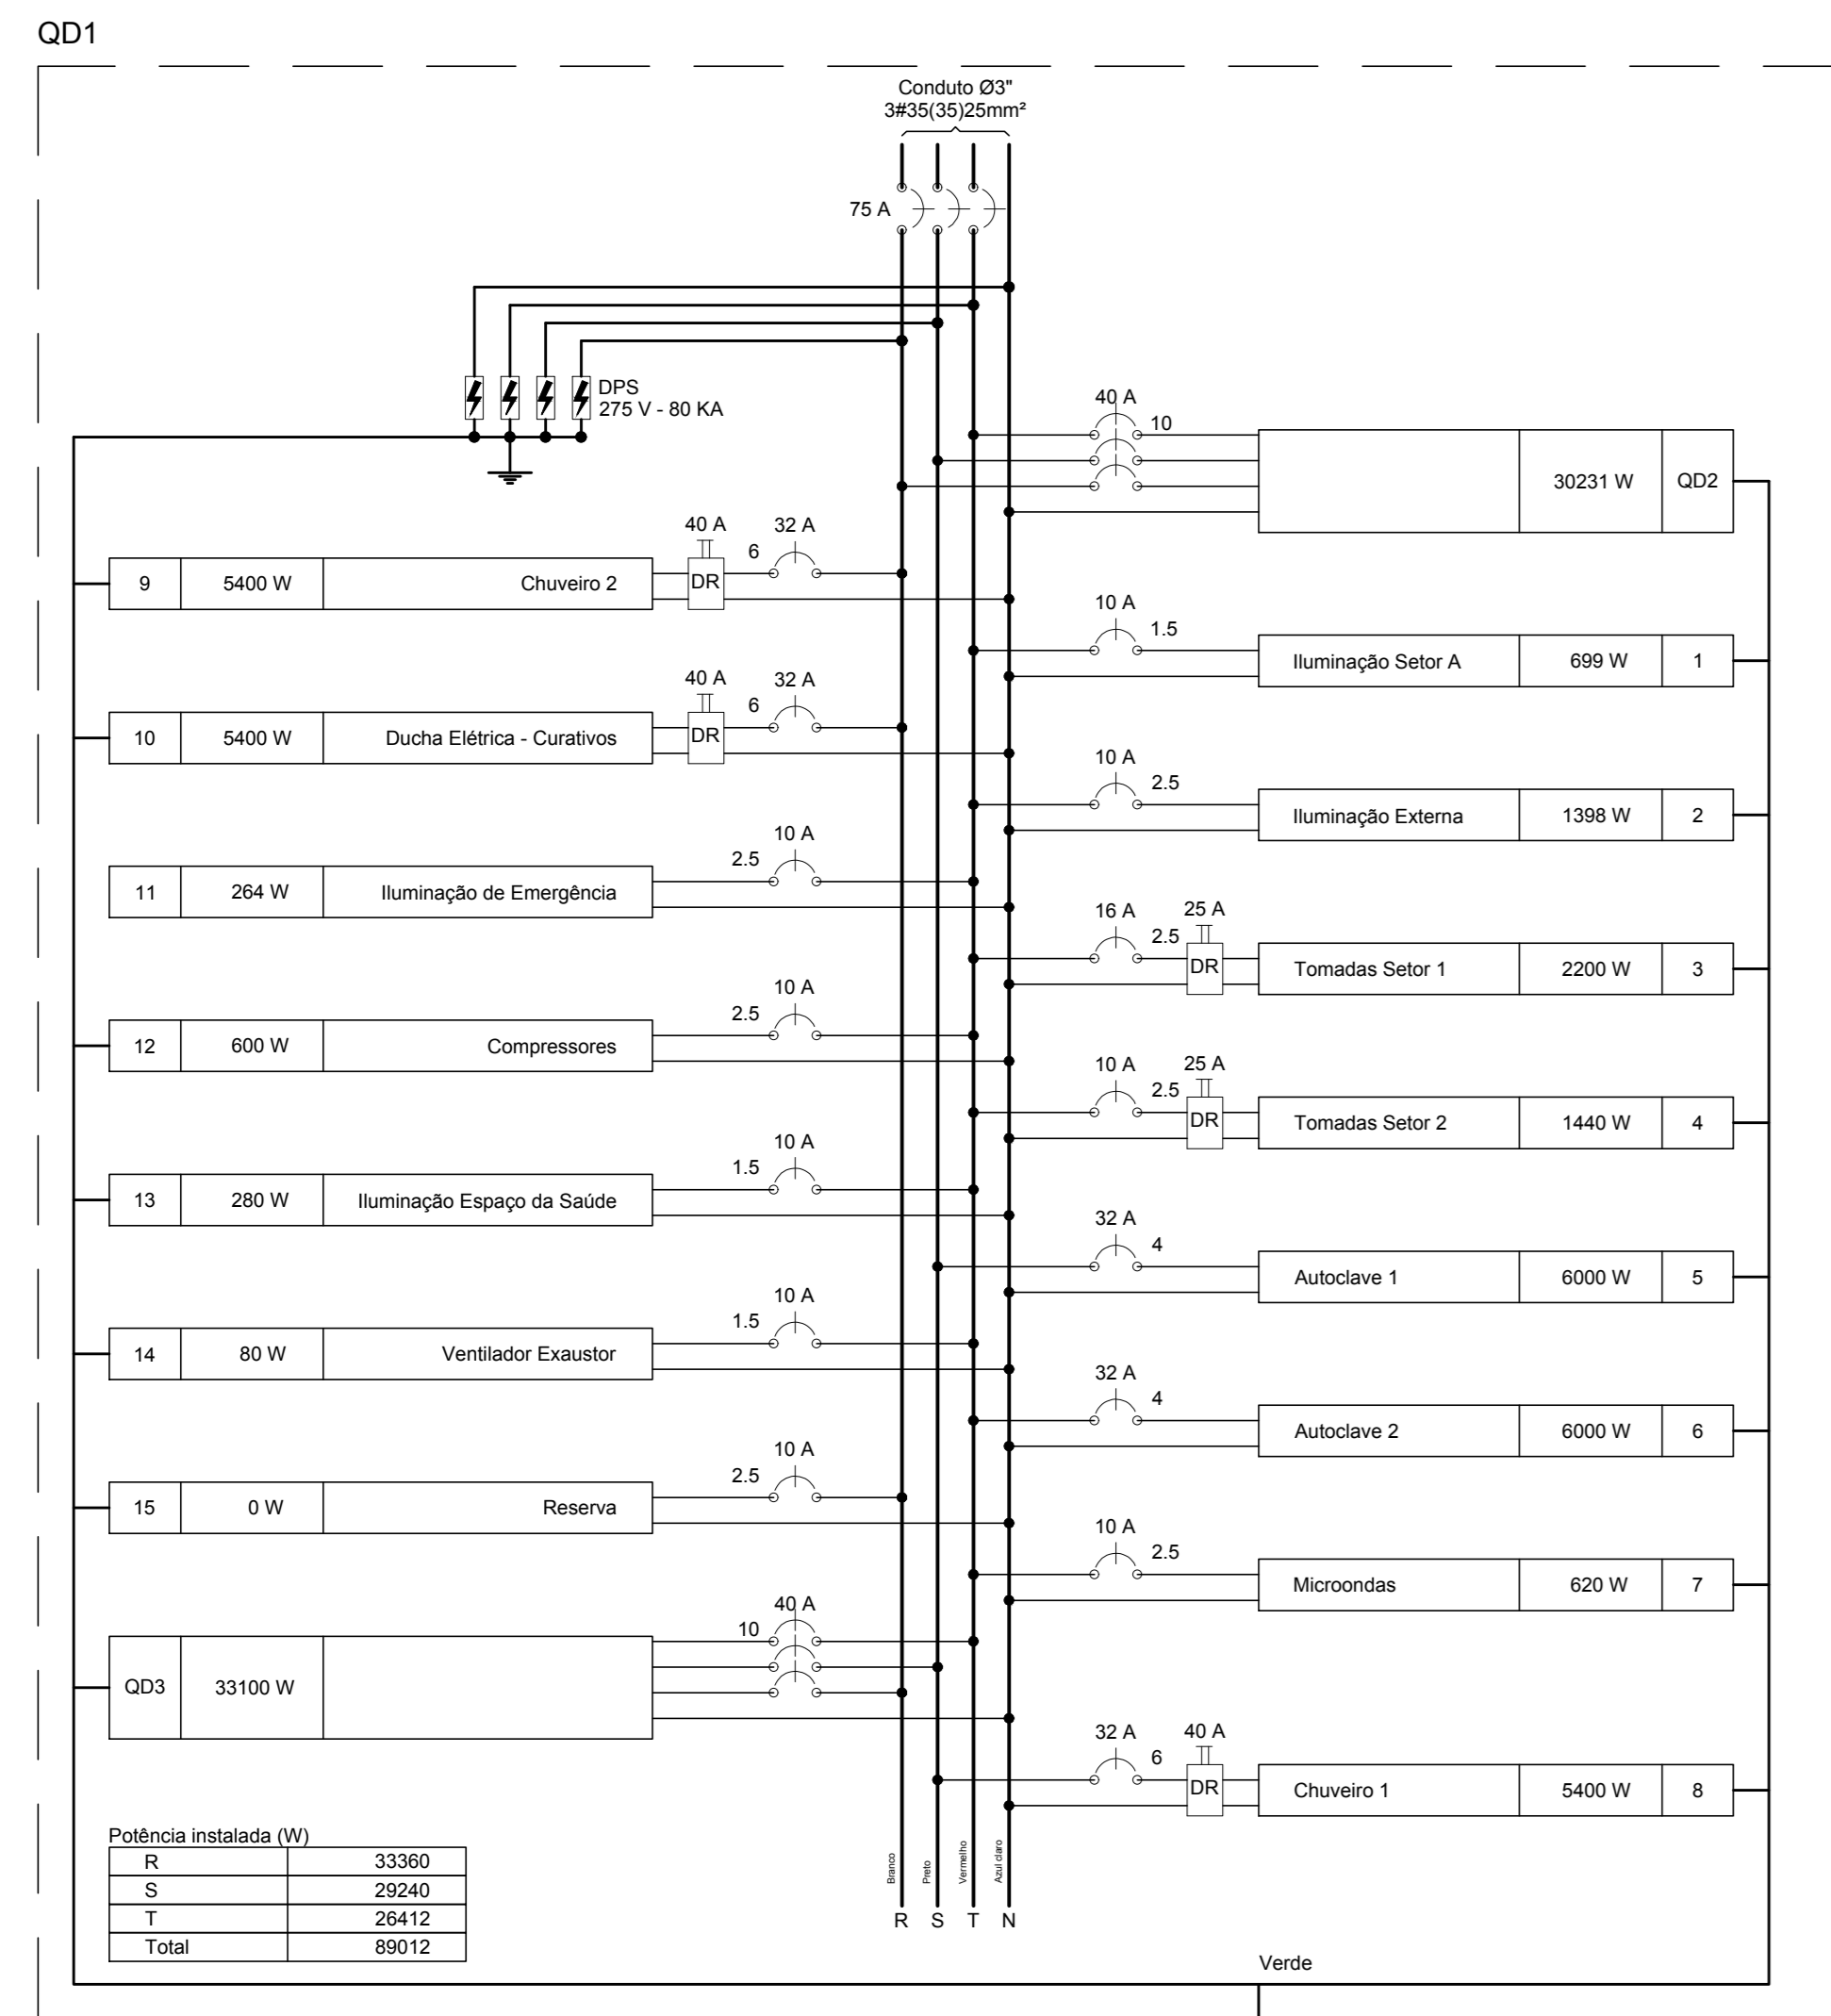 QD1
Conduto Ø3"
3#35(35)25mm²
75 A
DPS
275 V - 80 KA
40 A
10
30231 W QD2
40 A 32 A
6
9 5400 W Chuveiro 2 DR
10 A
1.5
Iluminação Setor A 699 W 1
40 A 32 A
6
10 5400 W Ducha Elétrica - Curativos DR
10 A
2.5
Iluminação Externa 1398 W 2
10 A
2.5
11 264 W Iluminação de Emergência
16 A 25 A
2.5
DR Tomadas Setor 1 2200 W 3
10 A
2.5
12 600 W Compressores
10 A 25 A
2.5
DR Tomadas Setor 2 1440 W 4
10 A
1.5
13 280 W Iluminação Espaço da Saúde
32 A
4
Autoclave 1 6000 W 5
10 A
1.5
14 80 W Ventilador Exaustor
32 A
4
Autoclave 2 6000 W 6
10 A
2.5
15 0 W Reserva
10 A
2.5
Microondas 620 W 7
40 A
10
QD3 33100 W
32 A 40 A
6
DR Chuveiro 1 5400 W 8
Potência instalada (W)
R 33360
S 29240
T 26412
Total 89012
Branco
Preto
Vermelho
Azul claro
R S T N
Verde